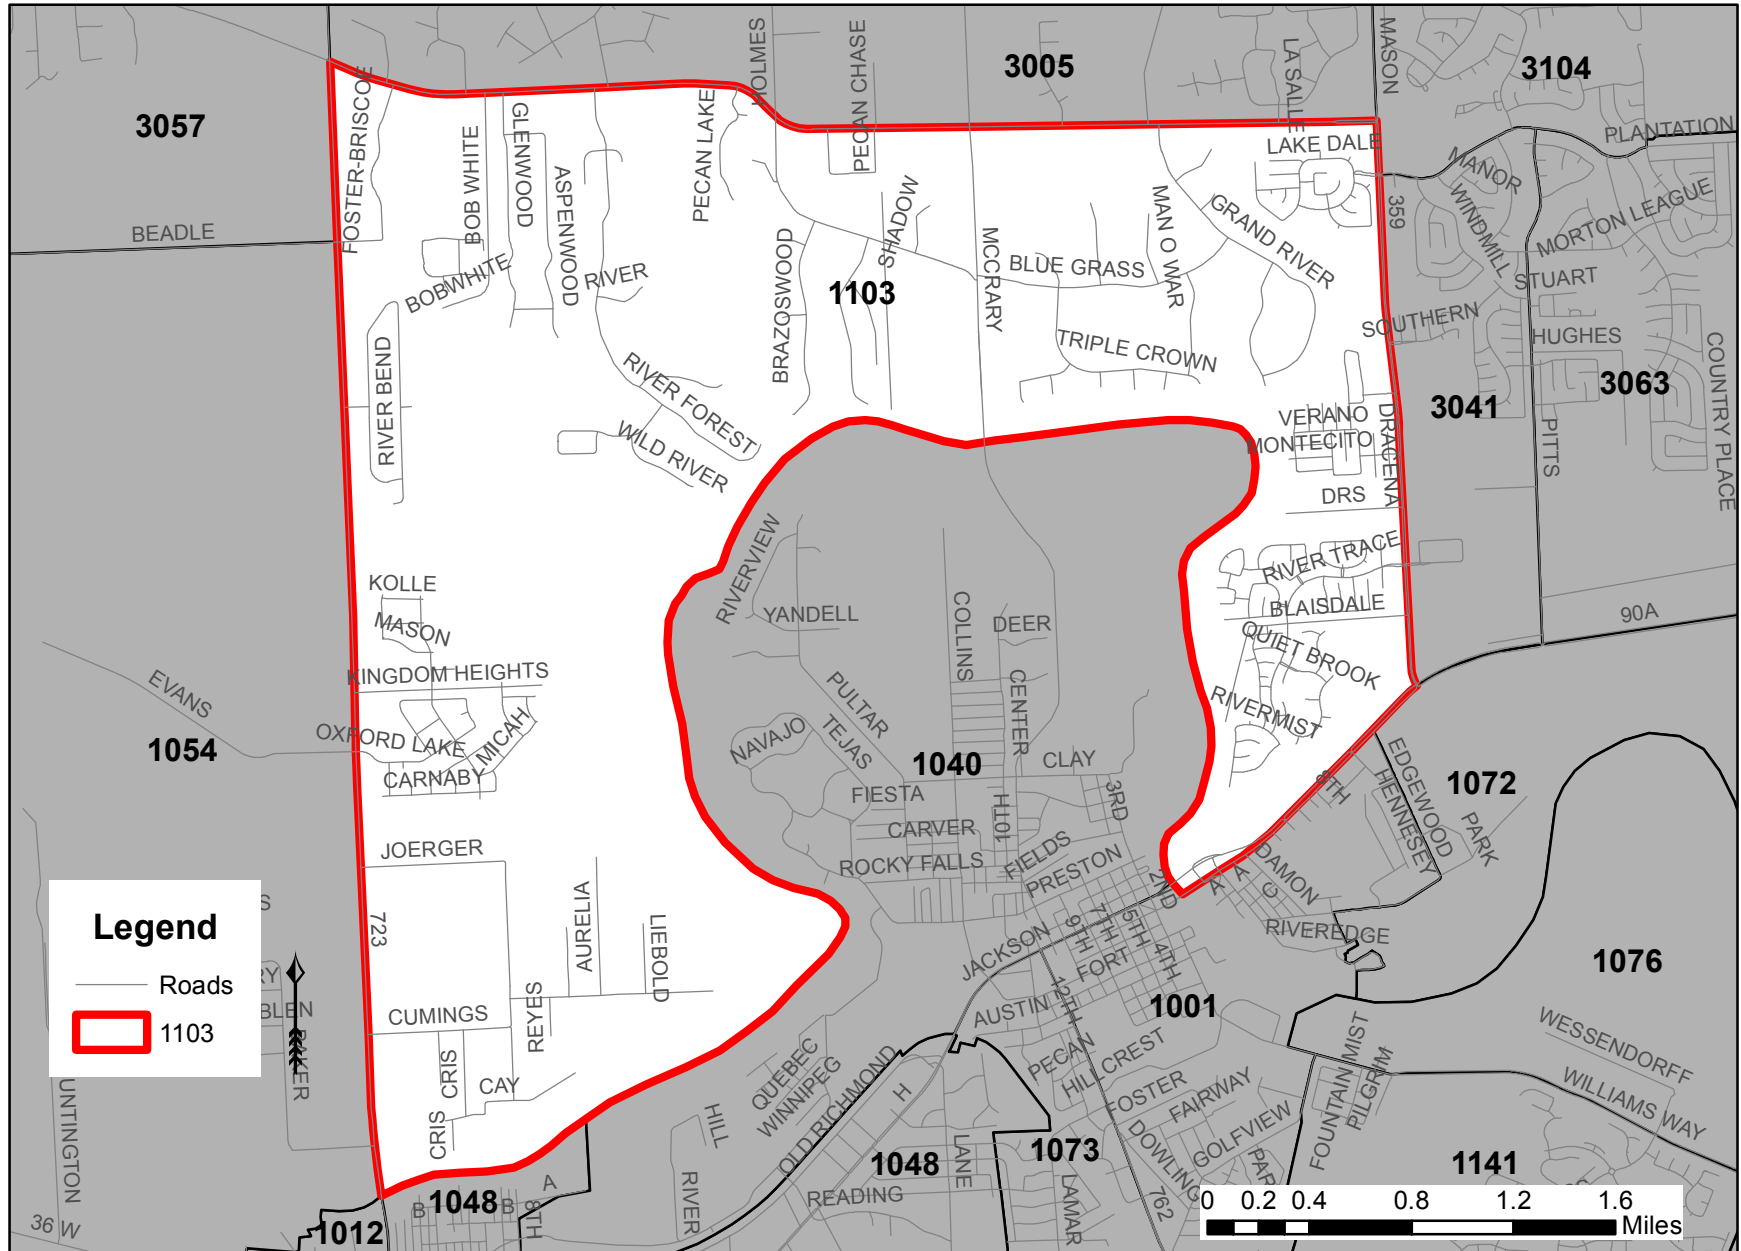 HOLMES
PECAN CHASE
3005
LA SALLE
MASON
3104
3057
FOSTER-BRISCOE
PLANTATION
BOB WHITE
GLENWOOD
PECAN LAKE
LAKE DALE
MANOR
ASPENWOOD
SHADOW
MAN O WAR
GRAND RIVER
359
WINDMILL
MORTON LEAGUE
BEADLE
BRAZOSWOOD
MCCRARY
BLUE GRASS
STUART
BOBWHITE
RIVER
1103
SOUTHERN
HUGHES
COUNTRY PLACE
RIVER BEND
TRIPLE CROWN
3063
RIVER FOREST
3041
WILD RIVER
VERANO
MONTECITO
DRACENA
PITTS
DRS
RIVERVIEW
RIVER TRACE
KOLLE
YANDELL
COLLINS
DEER
BLAISDALE
90A
MASON
QUIET BROOK
KINGDOM HEIGHTS
CENTER
EVANS
PULTAR
RIVERMIST
OXFORD LAKE
MICAH
NAVAJO
TEJAS
1054
CARNABY
1040
CLAY
EDGEWOOD
1072
FIESTA
3RD
8TH
HENNESEY
CARVER
10TH
PARK
JOERGER
ROCKY FALLS
FIELDS
PRESTON
2ND
A
A
C
DAMON
AURELIA
LIEBOLD
723
Legend
S
JACKSON
9TH
7TH
5TH
4TH
RIVEREDGE
FORT
1076
RY
Roads
12TH
BLEN
CUMINGS
REYES
AUSTIN
1001
1103
BAKER
PECAN
HILLCREST
FOUNTAIN MIST
PILGRIM
WESSENDORFF
CRIS
CAY
QUEBEC
WINNIPEG
OLD RICHMOND
H
FOSTER
FAIRWAY
WILLIAMS WAY
UNTINGTON
CRIS
HILL
DOWLING
GOLFVIEW
1073
LANE
1048
1141
RIVER
READING
LAMAR
PAR
762
A
1048
B
B
8TH
36 W
1012
0 0.2 0.4 0.8 1.2 1.6
Miles